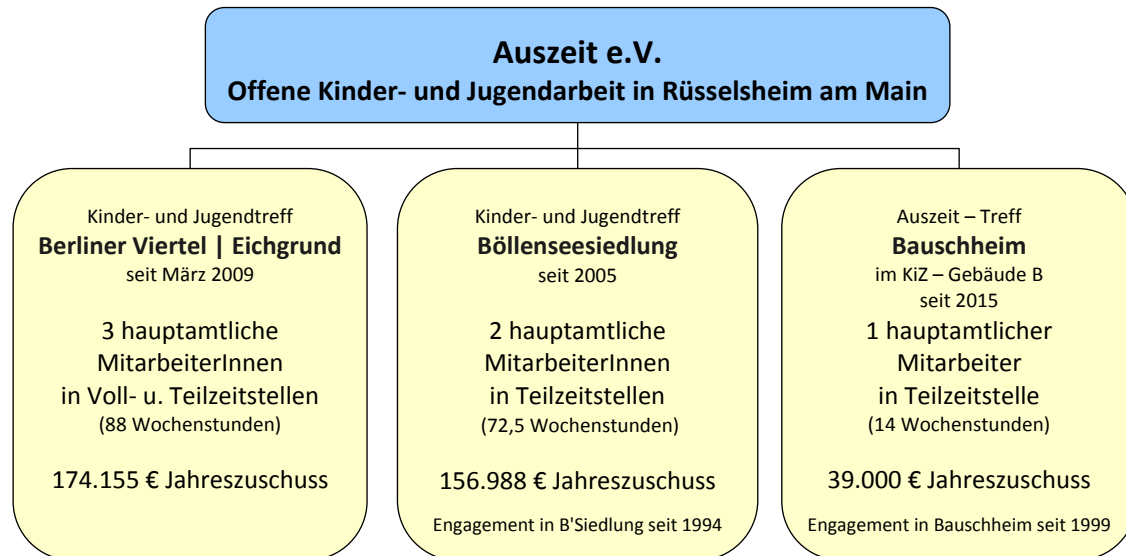 Auszeit e.V.
Offene Kinder- und Jugendarbeit in Rüsselsheim am Main
Kinder- und Jugendtreff
Berliner Viertel | Eichgrund
seit März 2009
3 hauptamtliche
MitarbeiterInnen
in Voll- u. Teilzeitstellen
(88 Wochenstunden)
174.155 € Jahreszuschuss
Kinder- und Jugendtreff
Böllenseesiedlung
seit 2005
2 hauptamtliche
MitarbeiterInnen
in Teilzeitstellen
(72,5 Wochenstunden)
156.988 € Jahreszuschuss
Engagement in B'Siedlung seit 1994
Auszeit – Treff
Bauschheim
im KiZ – Gebäude B
seit 2015
1 hauptamtlicher
Mitarbeiter
in Teilzeitstelle
(14 Wochenstunden)
39.000 € Jahreszuschuss
Engagement in Bauschheim seit 1999